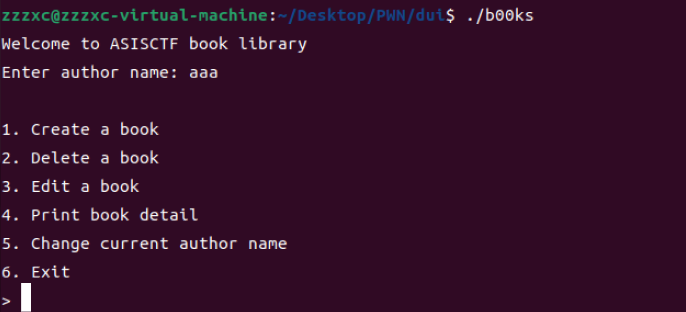 zzzxc@zzzxc-virtual-machine:~/Desktop/PWN/dui$ ./b00ks
Welcome to ASISCTF book library
Enter author name: aaa
1. Create a book
2. Delete a book
3. Edit a book
4. Print book detail
5. Change current author name
6. Exit
>